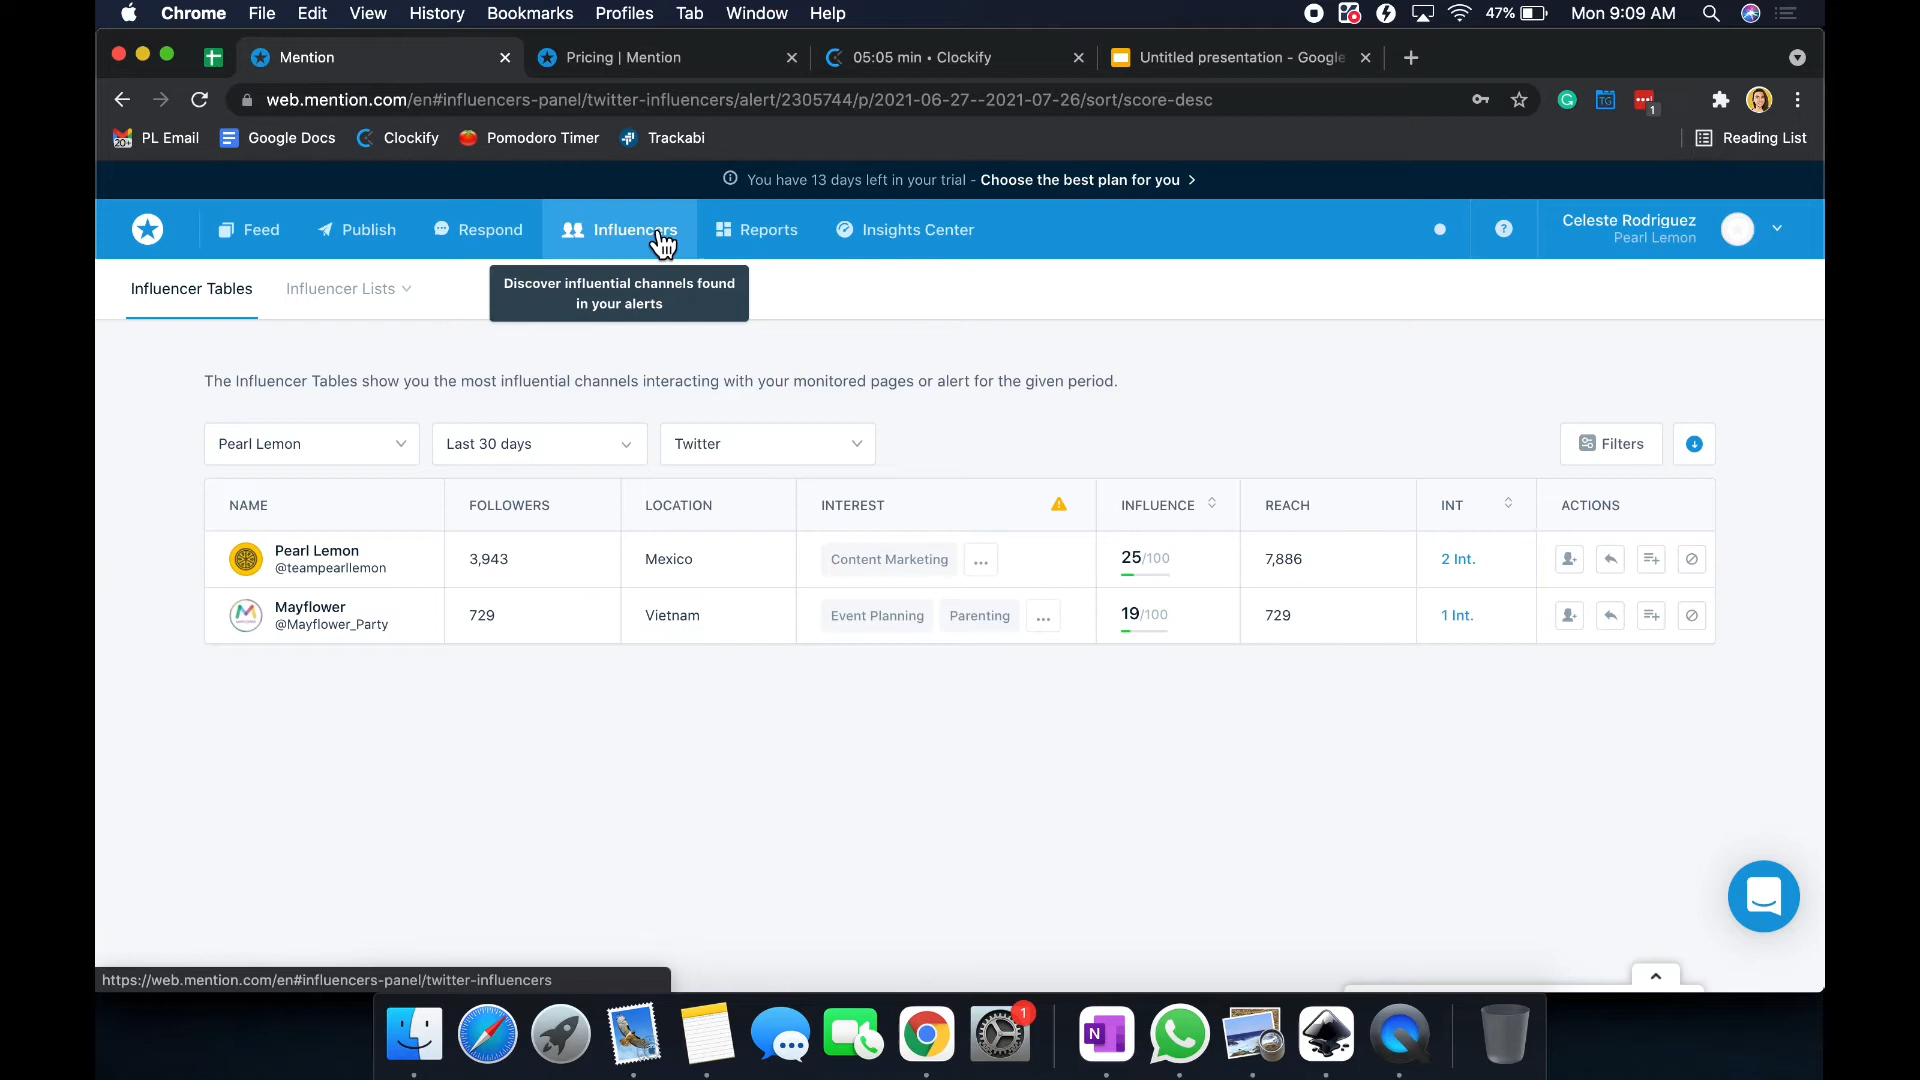 Chrome File Edit View History Bookmarks Profiles Tab Window Help 47% Mon 9:09 AM
Mention Pricing | Mention 05:05 min • Clockify Untitled presentation - Google
web.mention.com/en#influencers-panel/twitter-influencers/alert/2305744/p/2021-06-27--2021-07-26/sort/score-desc TG 1
20+ PL Email Google Docs Clockify Pomodoro Timer Trackabi Reading List
You have 13 days left in your trial - Choose the best plan for you >
Feed Publish Respond Influencers Reports Insights Center ? Celeste Rodriguez
Pearl Lemon
Influencer Tables Influencer Lists
Discover influential channels found
in your alerts
The Influencer Tables show you the most influential channels interacting with your monitored pages or alert for the given period.
Pearl Lemon Last 30 days Twitter Filters
NAME FOLLOWERS LOCATION INTEREST INFLUENCE REACH INT ACTIONS
Pearl Lemon
@teampearllemon 3,943 Mexico Content Marketing ... 25/100 7,886 2 Int.
Mayflower
@Mayflower_Party 729 Vietnam Event Planning Parenting ... 19/100 729 1 Int.
https://web.mention.com/en#influencers-panel/twitter-influencers
1
N